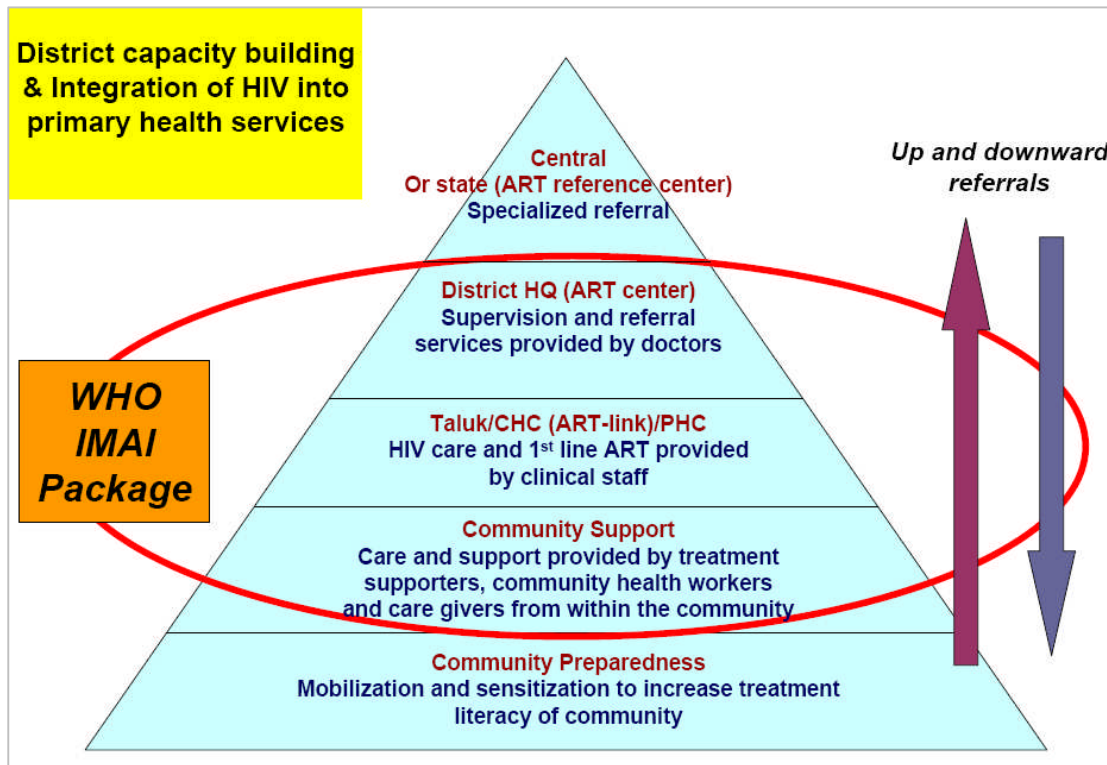 District capacity building
& Integration of HIV into
primary health services
Up and downward
referrals
Central
Or state (ART reference center)
Specialized referral
District HQ (ART center)
Supervision and referral
services provided by doctors
WHO
IMAI
Package
Taluk/CHC (ART-link)/PHC
HIV care and 1st line ART provided
by clinical staff
Community Support
Care and support provided by treatment
supporters, community health workers
and care givers from within the community
Community Preparedness
Mobilization and sensitization to increase treatment
literacy of community